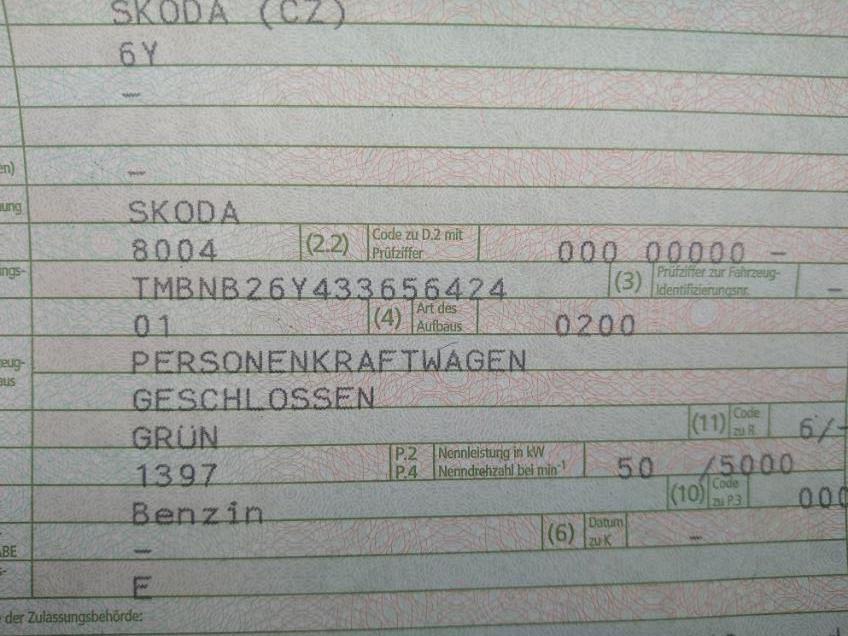 SKODA (CZ)
6Y
–
en)
–
ung
SKODA
8004 (2.2) Code zu D.2 mit Prüfziffer 000 00000 –
ngs-
TMBNB26Y433656424 (3) Prüfziffer zur Fahrzeug-Identifizierungsnr. –
01 (4) Art des Aufbaus 0200
eug-
aus
PERSONENKRAFTWAGEN
GESCHLOSSEN
GRÜN (11) Code zu R 6/-
1397 P.2 P.4 Nennleistung in kW Nenndrehzahl bei min-1 50 /5000
Benzin (10) Code zu P.3 000
ABE – (6) Datum zu K –
s-
E
e der Zulassungsbehörde: